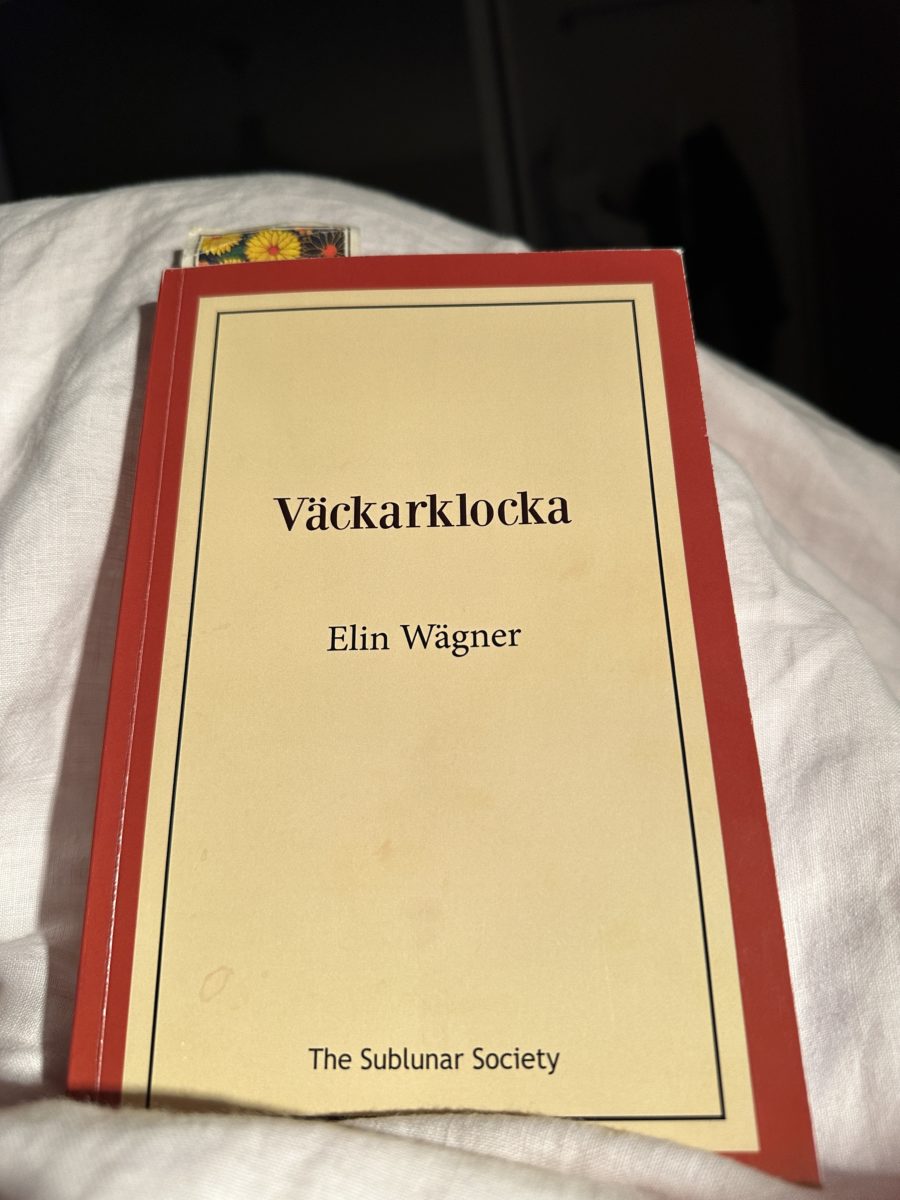 Väckarklocka
Elin Wägner
The Sublunar Society